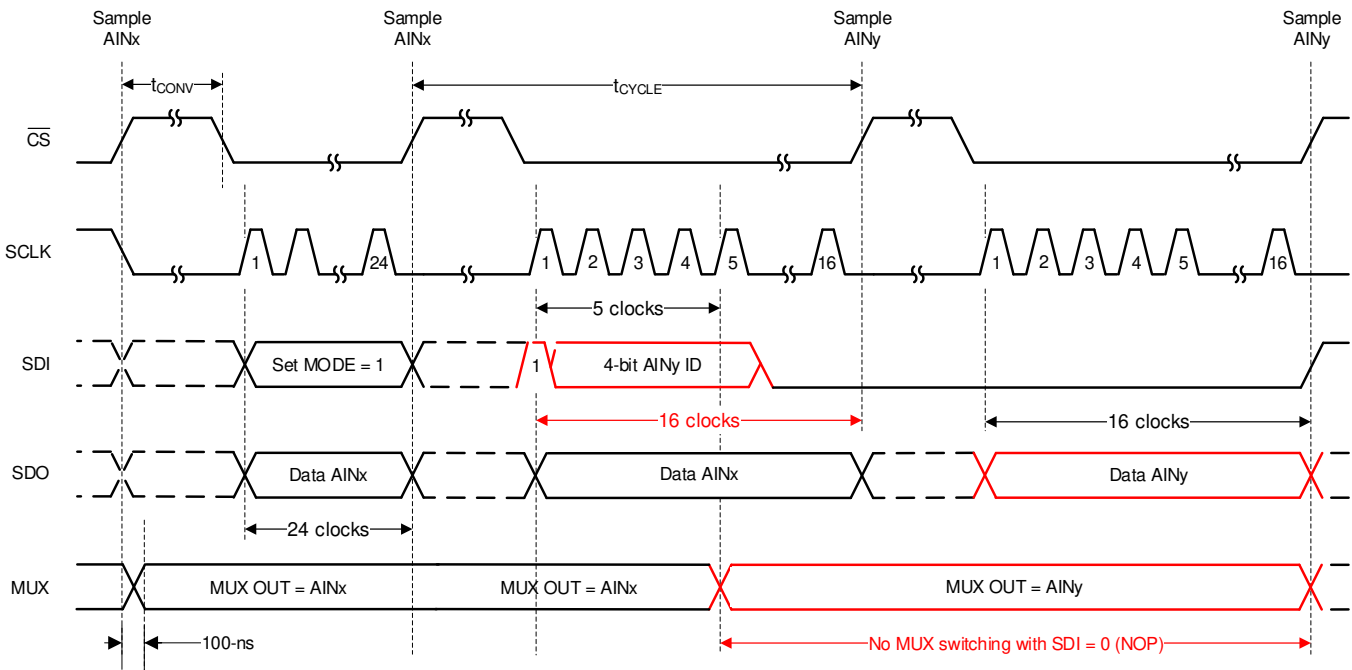 Sample
AINx
Sample
AINx
Sample
AINy
Sample
AINy
tCONV
tCYCLE
CS
SCLK
1
24
1
2
3
4
5
16
1
2
3
4
5
16
5 clocks
SDI
Set MODE = 1
1
4-bit AINy ID
16 clocks
16 clocks
SDO
Data AINx
Data AINx
Data AINy
24 clocks
MUX
MUX OUT = AINx
MUX OUT = AINx
MUX OUT = AINy
100-ns
No MUX switching with SDI = 0 (NOP)